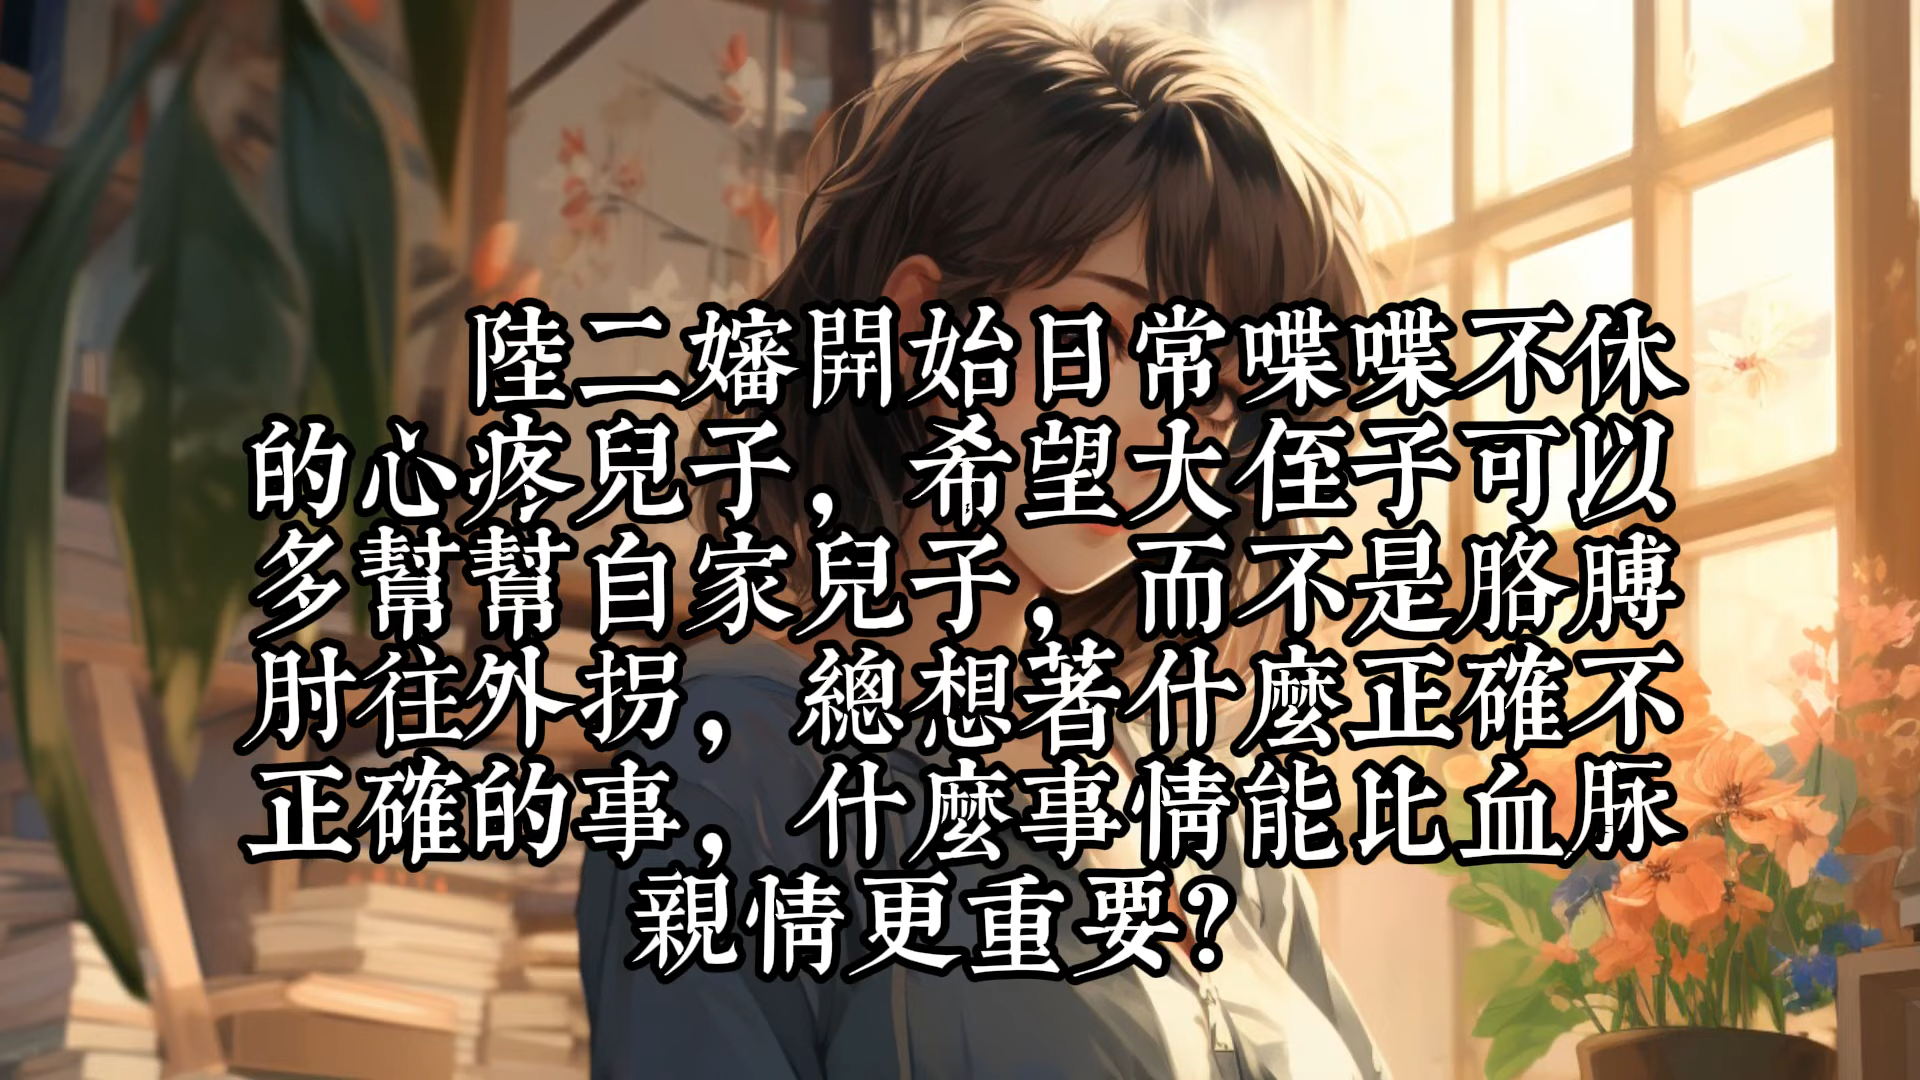 陸二嬸開始日常喋喋不休
的心疼兒子，希望大侄子可以
多幫幫自家兒子，而不是胳膊
肘往外拐，總想著什麼正確不
正確的事，什麼事情能比血脈
親情更重要？